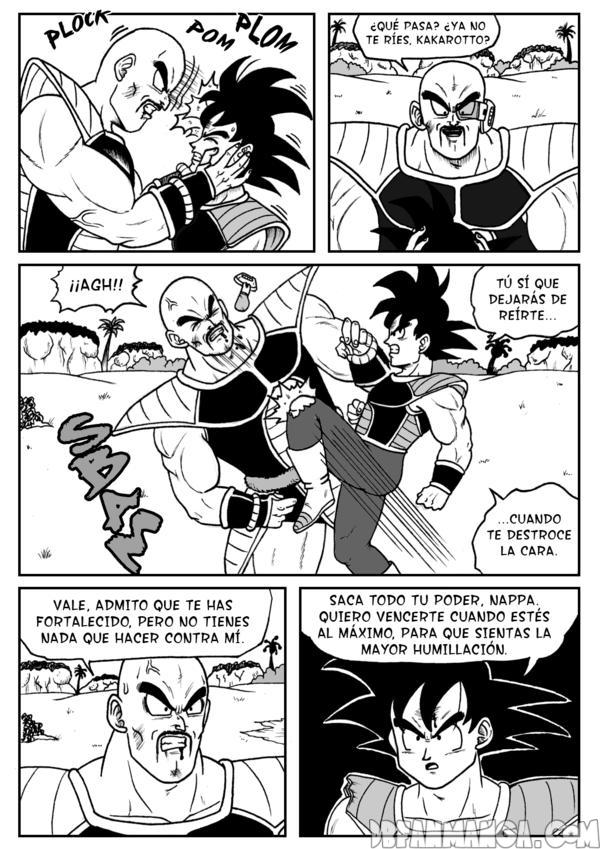 PLOCK
POM
PLOM
¿QUÉ PASA? ¿YA NO
TE RÍES, KAKAROTTO?
¡¡AGH!!
TÚ SÍ QUE
DEJARÁS DE
REÍRTE...
SBAAM
...CUANDO
TE DESTROCE
LA CARA.
VALE, ADMITO QUE TE HAS
FORTALECIDO, PERO NO TIENES
NADA QUE HACER CONTRA MÍ.
SACA TODO TU PODER, NAPPA.
QUIERO VENCERTE CUANDO ESTÉS
AL MÁXIMO, PARA QUE SIENTAS LA
MAYOR HUMILLACIÓN.
DBFANMANGA.COM